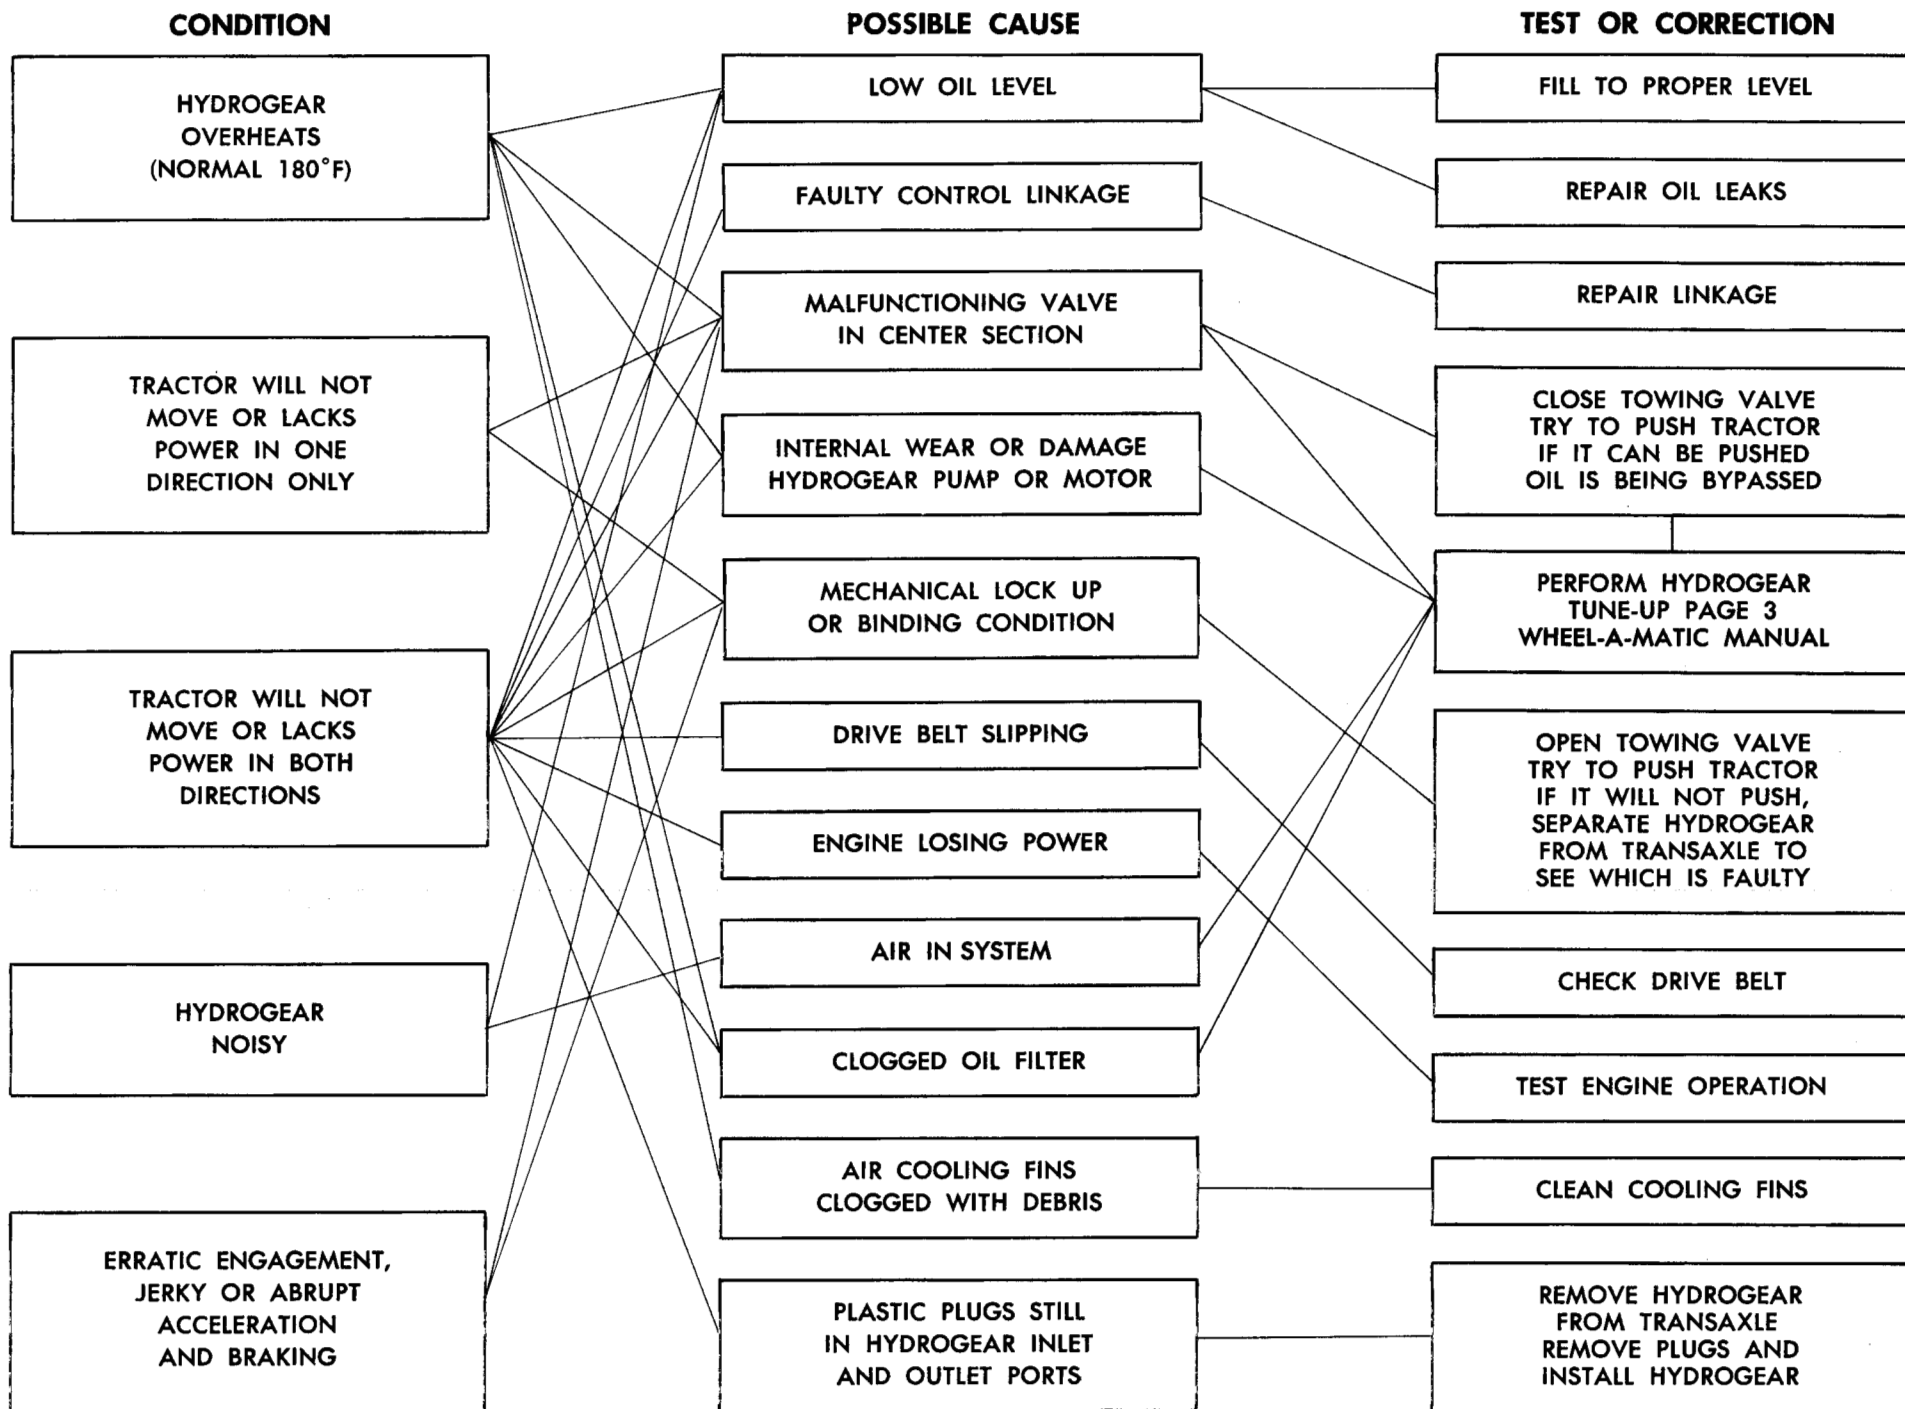 CONDITION
POSSIBLE CAUSE
TEST OR CORRECTION
HYDROGEAR
OVERHEATS
(NORMAL 180°F)
TRACTOR WILL NOT
MOVE OR LACKS
POWER IN ONE
DIRECTION ONLY
TRACTOR WILL NOT
MOVE OR LACKS
POWER IN BOTH
DIRECTIONS
HYDROGEAR
NOISY
ERRATIC ENGAGEMENT,
JERKY OR ABRUPT
ACCELERATION
AND BRAKING
LOW OIL LEVEL
FAULTY CONTROL LINKAGE
MALFUNCTIONING VALVE
IN CENTER SECTION
INTERNAL WEAR OR DAMAGE
HYDROGEAR PUMP OR MOTOR
MECHANICAL LOCK UP
OR BINDING CONDITION
DRIVE BELT SLIPPING
ENGINE LOSING POWER
AIR IN SYSTEM
CLOGGED OIL FILTER
AIR COOLING FINS
CLOGGED WITH DEBRIS
PLASTIC PLUGS STILL
IN HYDROGEAR INLET
AND OUTLET PORTS
FILL TO PROPER LEVEL
REPAIR OIL LEAKS
REPAIR LINKAGE
CLOSE TOWING VALVE
TRY TO PUSH TRACTOR
IF IT CAN BE PUSHED
OIL IS BEING BYPASSED
PERFORM HYDROGEAR
TUNE-UP PAGE 3
WHEEL-A-MATIC MANUAL
OPEN TOWING VALVE
TRY TO PUSH TRACTOR
IF IT WILL NOT PUSH,
SEPARATE HYDROGEAR
FROM TRANSAXLE TO
SEE WHICH IS FAULTY
CHECK DRIVE BELT
TEST ENGINE OPERATION
CLEAN COOLING FINS
REMOVE HYDROGEAR
FROM TRANSAXLE
REMOVE PLUGS AND
INSTALL HYDROGEAR